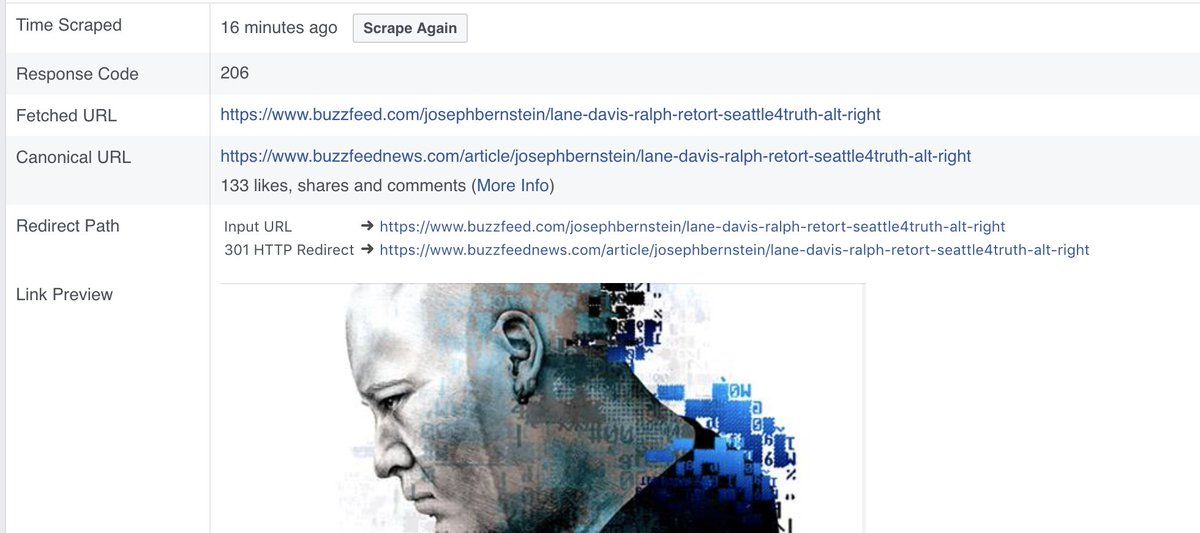 Time Scraped 16 minutes ago Scrape Again
Response Code 206
Fetched URL https://www.buzzfeed.com/josephbernstein/lane-davis-ralph-retort-seattle4truth-alt-right
Canonical URL https://www.buzzfeednews.com/article/josephbernstein/lane-davis-ralph-retort-seattle4truth-alt-right
133 likes, shares and comments (More Info)
Redirect Path Input URL ➔ https://www.buzzfeed.com/josephbernstein/lane-davis-ralph-retort-seattle4truth-alt-right
301 HTTP Redirect ➔ https://www.buzzfeednews.com/article/josephbernstein/lane-davis-ralph-retort-seattle4truth-alt-right
Link Preview